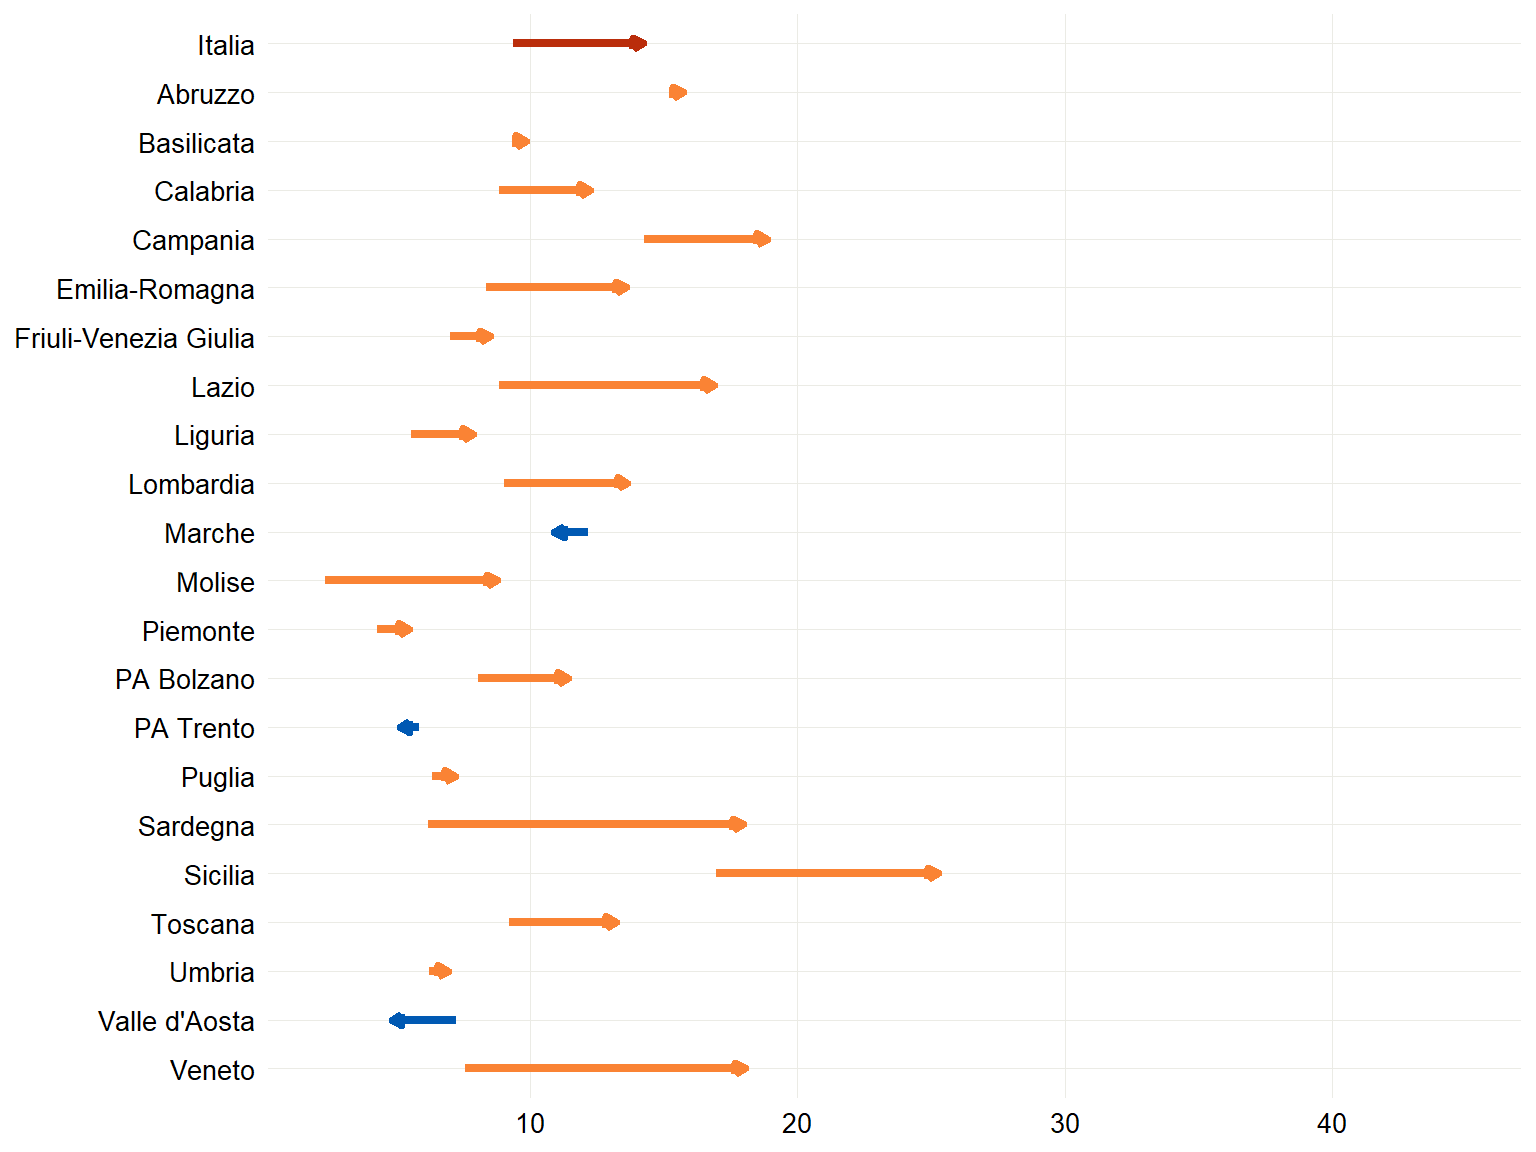 Italia
Abruzzo
Basilicata
Calabria
Campania
Emilia-Romagna
Friuli-Venezia Giulia
Lazio
Liguria
Lombardia
Marche
Molise
Piemonte
PA Bolzano
PA Trento
Puglia
Sardegna
Sicilia
Toscana
Umbria
Valle d'Aosta
Veneto
10 20 30 40